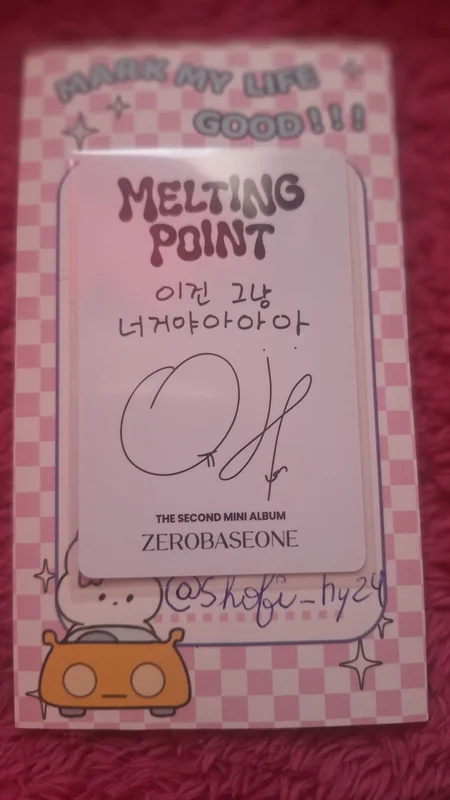 MARK MY LIFE
GOOD!!!
MELTING
POINT
이건 그냥
너거야아아아
THE SECOND MINI ALBUM
ZEROBASEONE
@shofi_hy24